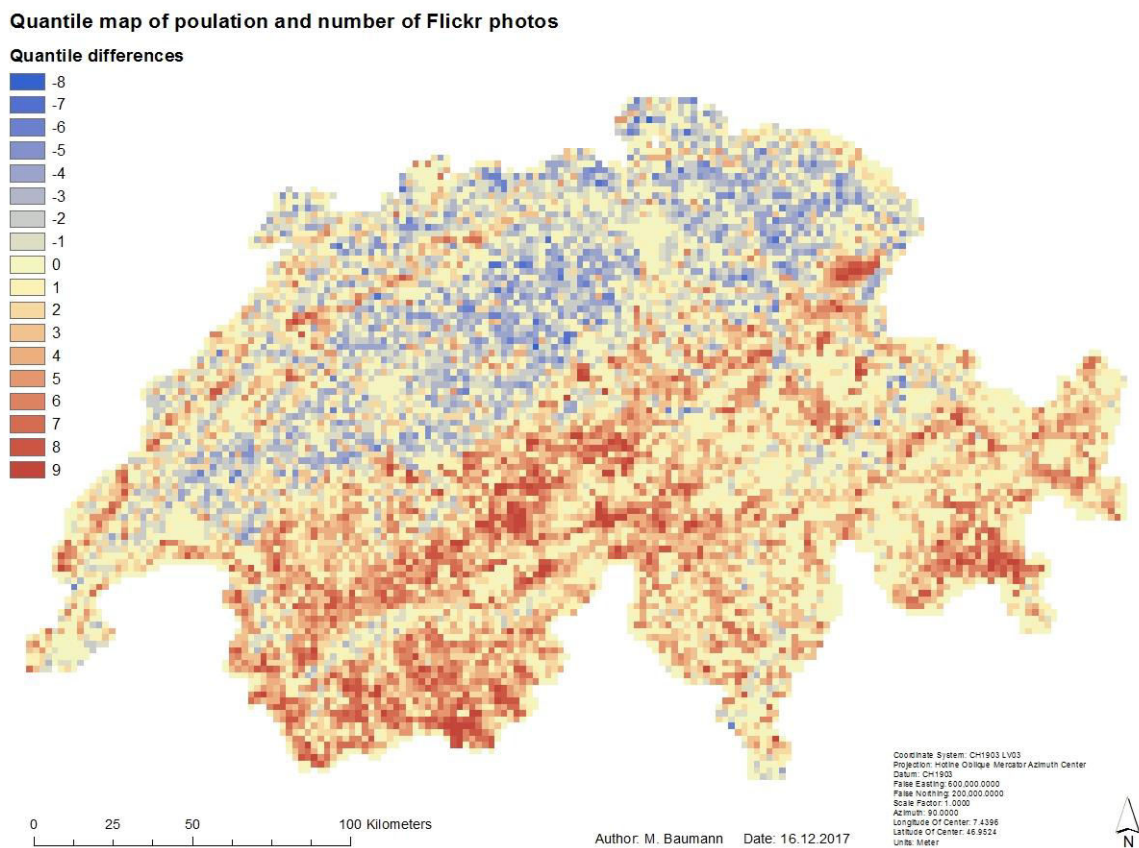 Quantile map of poulation and number of Flickr photos
Quantile differences
-8
-7
-6
-5
-4
-3
-2
-1
0
1
2
3
4
5
6
7
8
9
Coordinate System: CH1903 LV03
Projection: Hotine Oblique Mercator Azimuth Center
Datum: CH1903
False Easting: 600,000.0000
False Northing: 200,000.0000
Scale Factor: 1.0000
Azimuth: 90.0000
Longitude Of Center: 7.4396
Latitude Of Center: 46.9524
Units: Meter
0 25 50 100 Kilometers
Author: M. Baumann Date: 16.12.2017
N